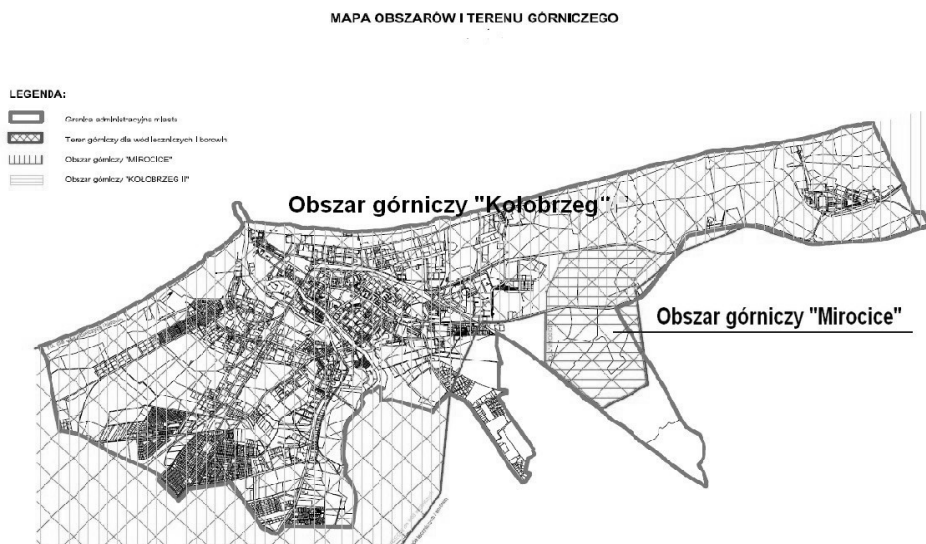 MAPA OBSZARÓW I TERENU GÓRNICZEGO
LEGENDA:
Granica administracyjna miasta
Teren górniczy dla wód leczniczych i borowin
Obszar górniczy "MIROCICE"
Obszar górniczy "KOŁOBRZEG II"
Obszar górniczy "Kołobrzeg"
Obszar górniczy "Mirocice"